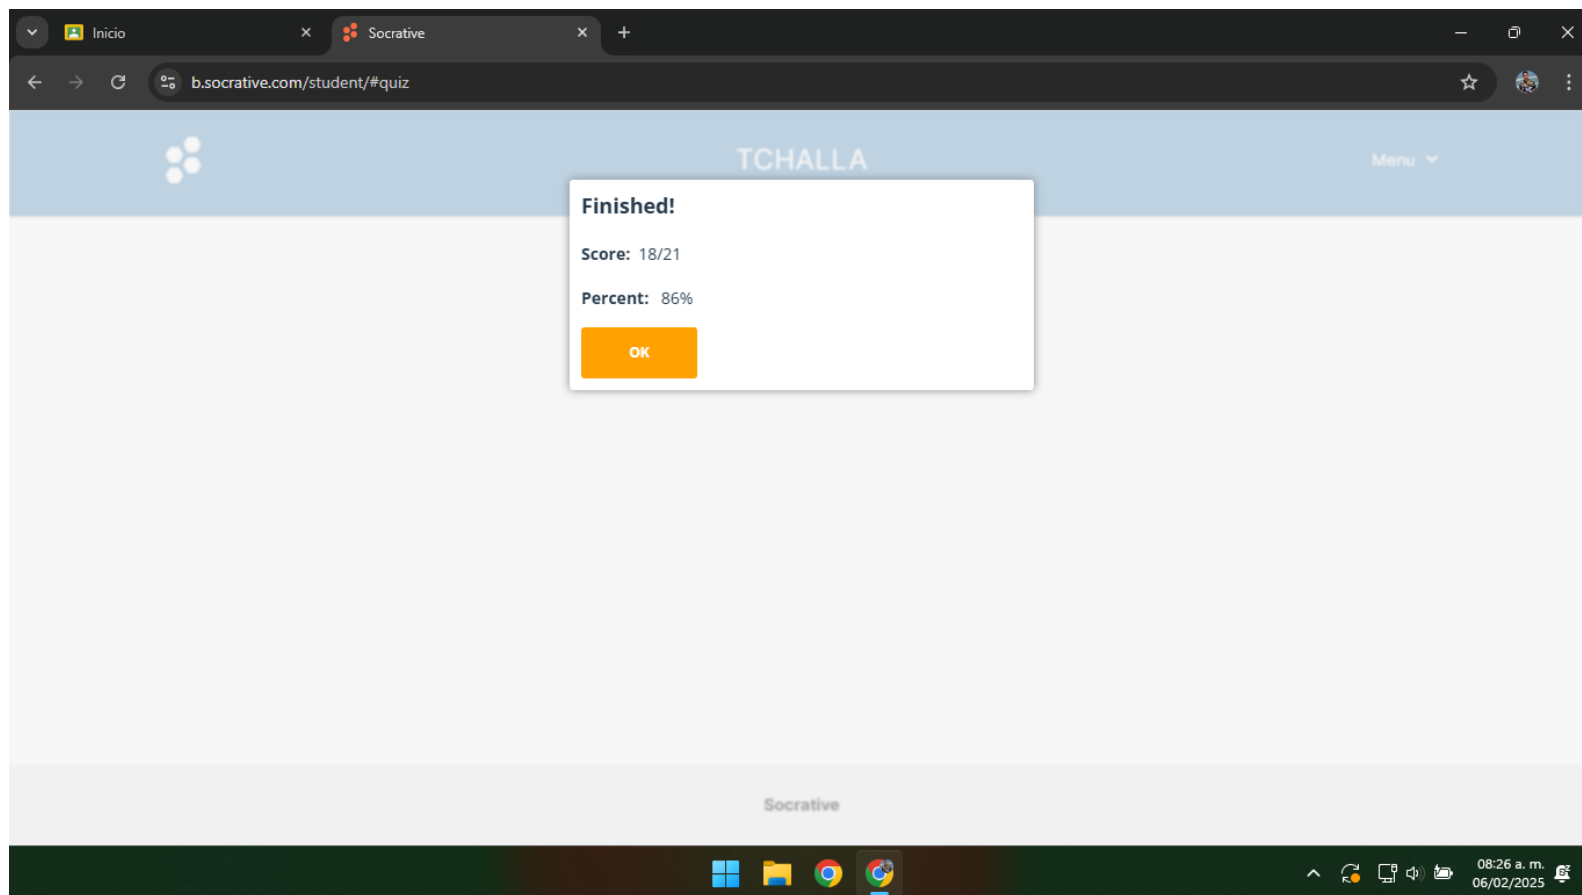 Inicio
Socrative
b.socrative.com/student/#quiz
TCHALLA
Menu
Finished!
Score: 18/21
Percent: 86%
OK
Socrative
08:26 a. m.
06/02/2025